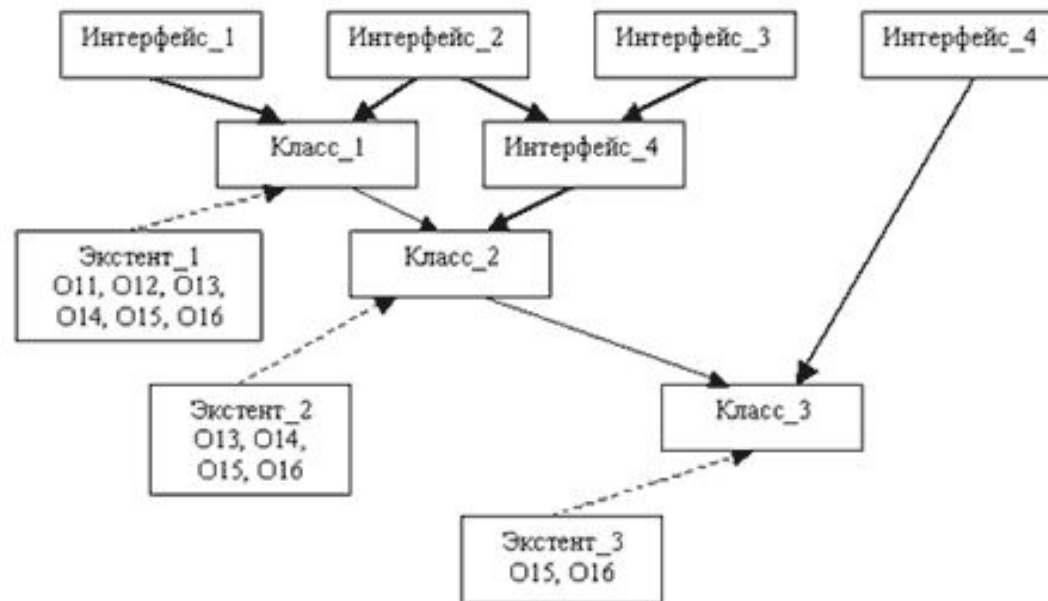 Интерфейс_1
Интерфейс_2
Интерфейс_3
Интерфейс_4
Класс_1
Интерфейс_4
Экстент_1
О11, О12, О13,
О14, О15, О16
Класс_2
Экстент_2
О13, О14,
О15, О16
Класс_3
Экстент_3
О15, О16